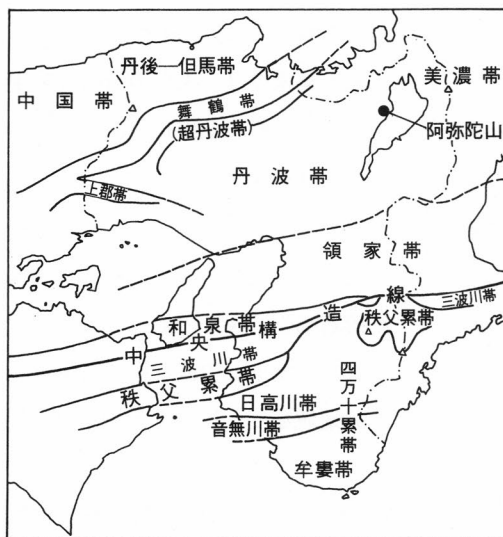 丹後—但馬帯
美濃帯
中国帯
舞鶴帯
(超丹波帯)
阿弥陀山
丹波帯
上郡帯
領家帯
三波川帯
和泉帯
中央構造線
秩父累帯
三波川帯
秩父累帯
四万十累帯
日高川帯
音無川帯
牟婁帯